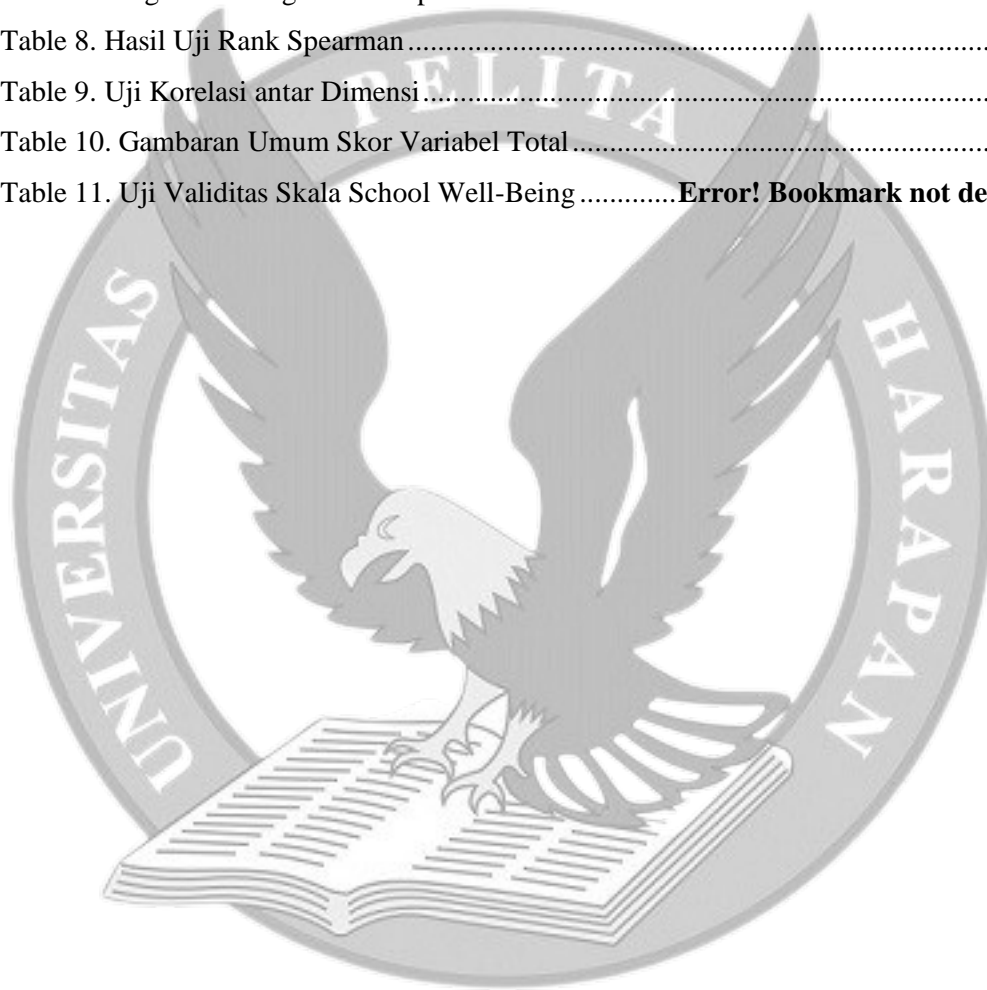 Table 8. Hasil Uji Rank Spearman ........................................................................
Table 9. Uji Korelasi antar Dimensi ........................................................................
Table 10. Gambaran Umum Skor Variabel Total ........................................................................
Table 11. Uji Validitas Skala School Well-Being .............Error! Bookmark not de
UNIVERSITAS PELITA HARAPAN